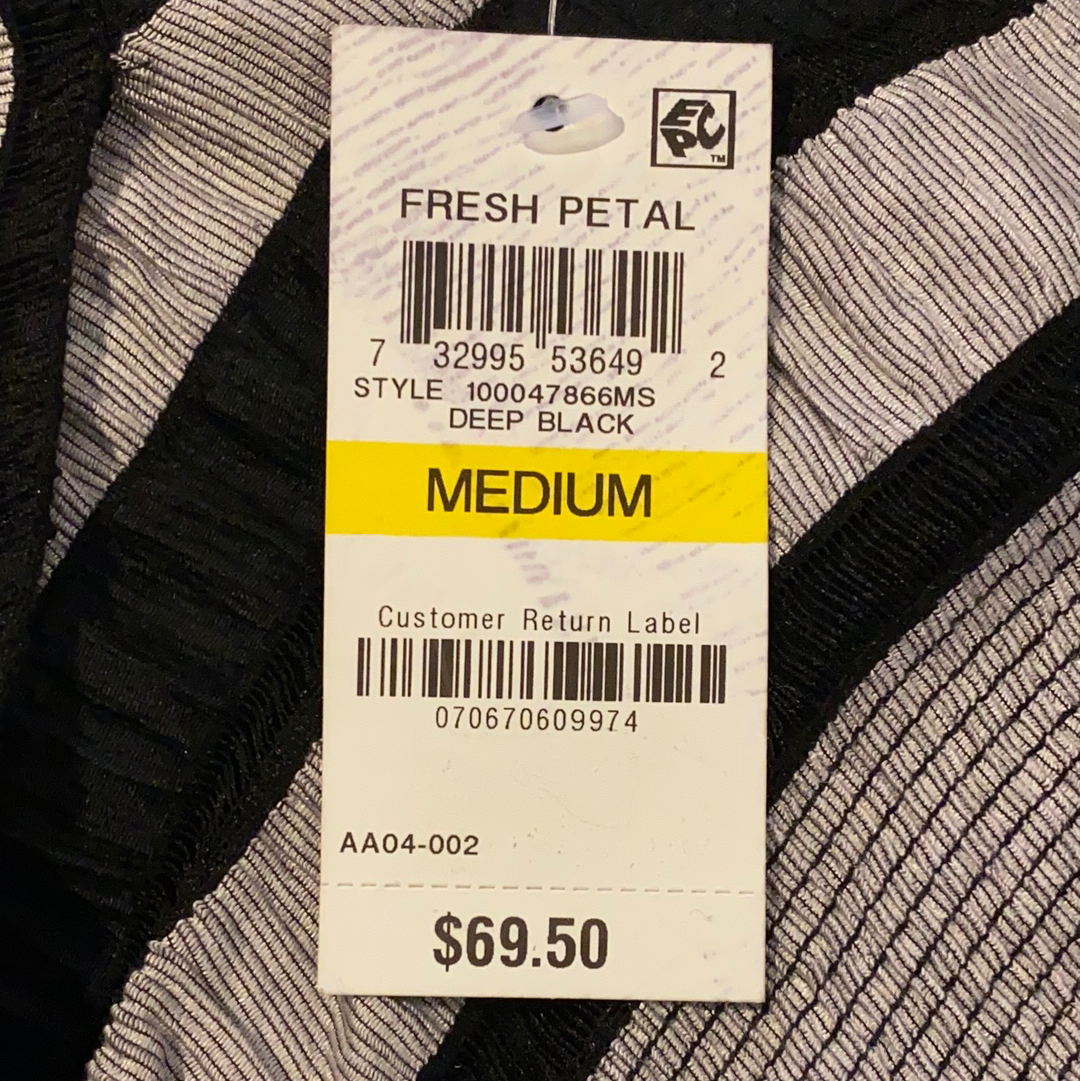 EPC
TM
FRESH PETAL
7 32995 53649 2
STYLE 100047866MS
DEEP BLACK
MEDIUM
Customer Return Label
070670609974
AA04-002
$69.50